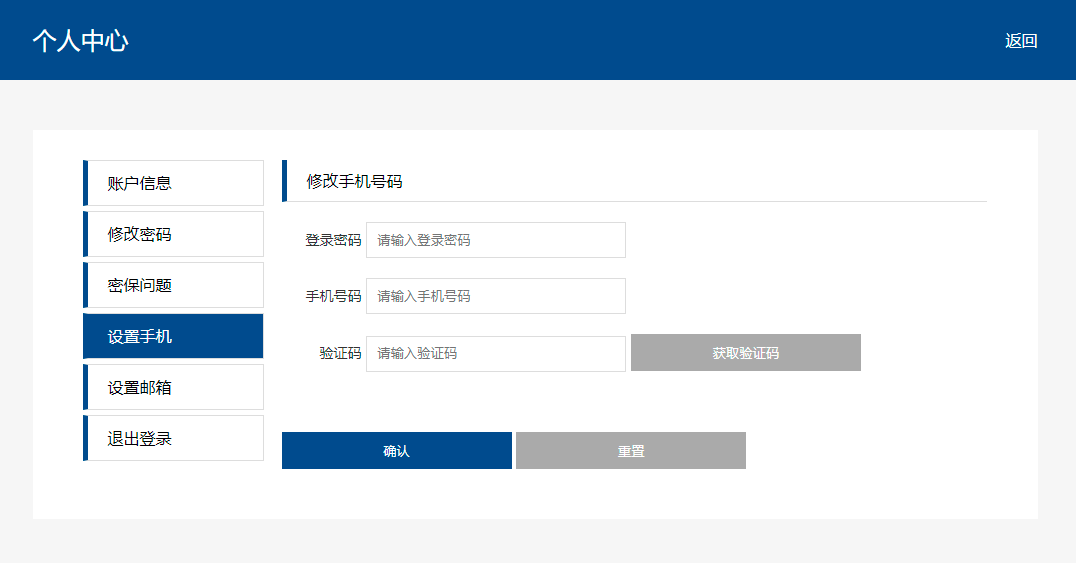 个人中心
返回
账户信息
修改密码
密保问题
设置手机
设置邮箱
退出登录
修改手机号码
登录密码 请输入登录密码
手机号码 请输入手机号码
验证码 请输入验证码 获取验证码
确认 重置